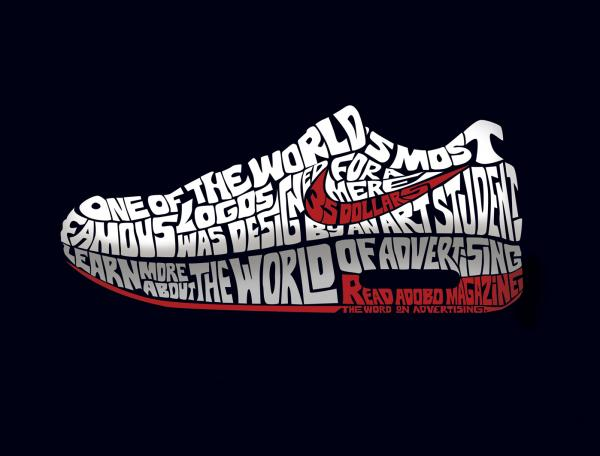 ONE OF THE WORLD'S MOST
FAMOUS LOGOS
WAS DESIGNED FOR A
MERE
35 DOLLARS
BY AN ART STUDENT
LEARN MORE
ABOUT THE WORLD OF ADVERTISING
READ ADOBO MAGAZINE
THE WORD ON ADVERTISING